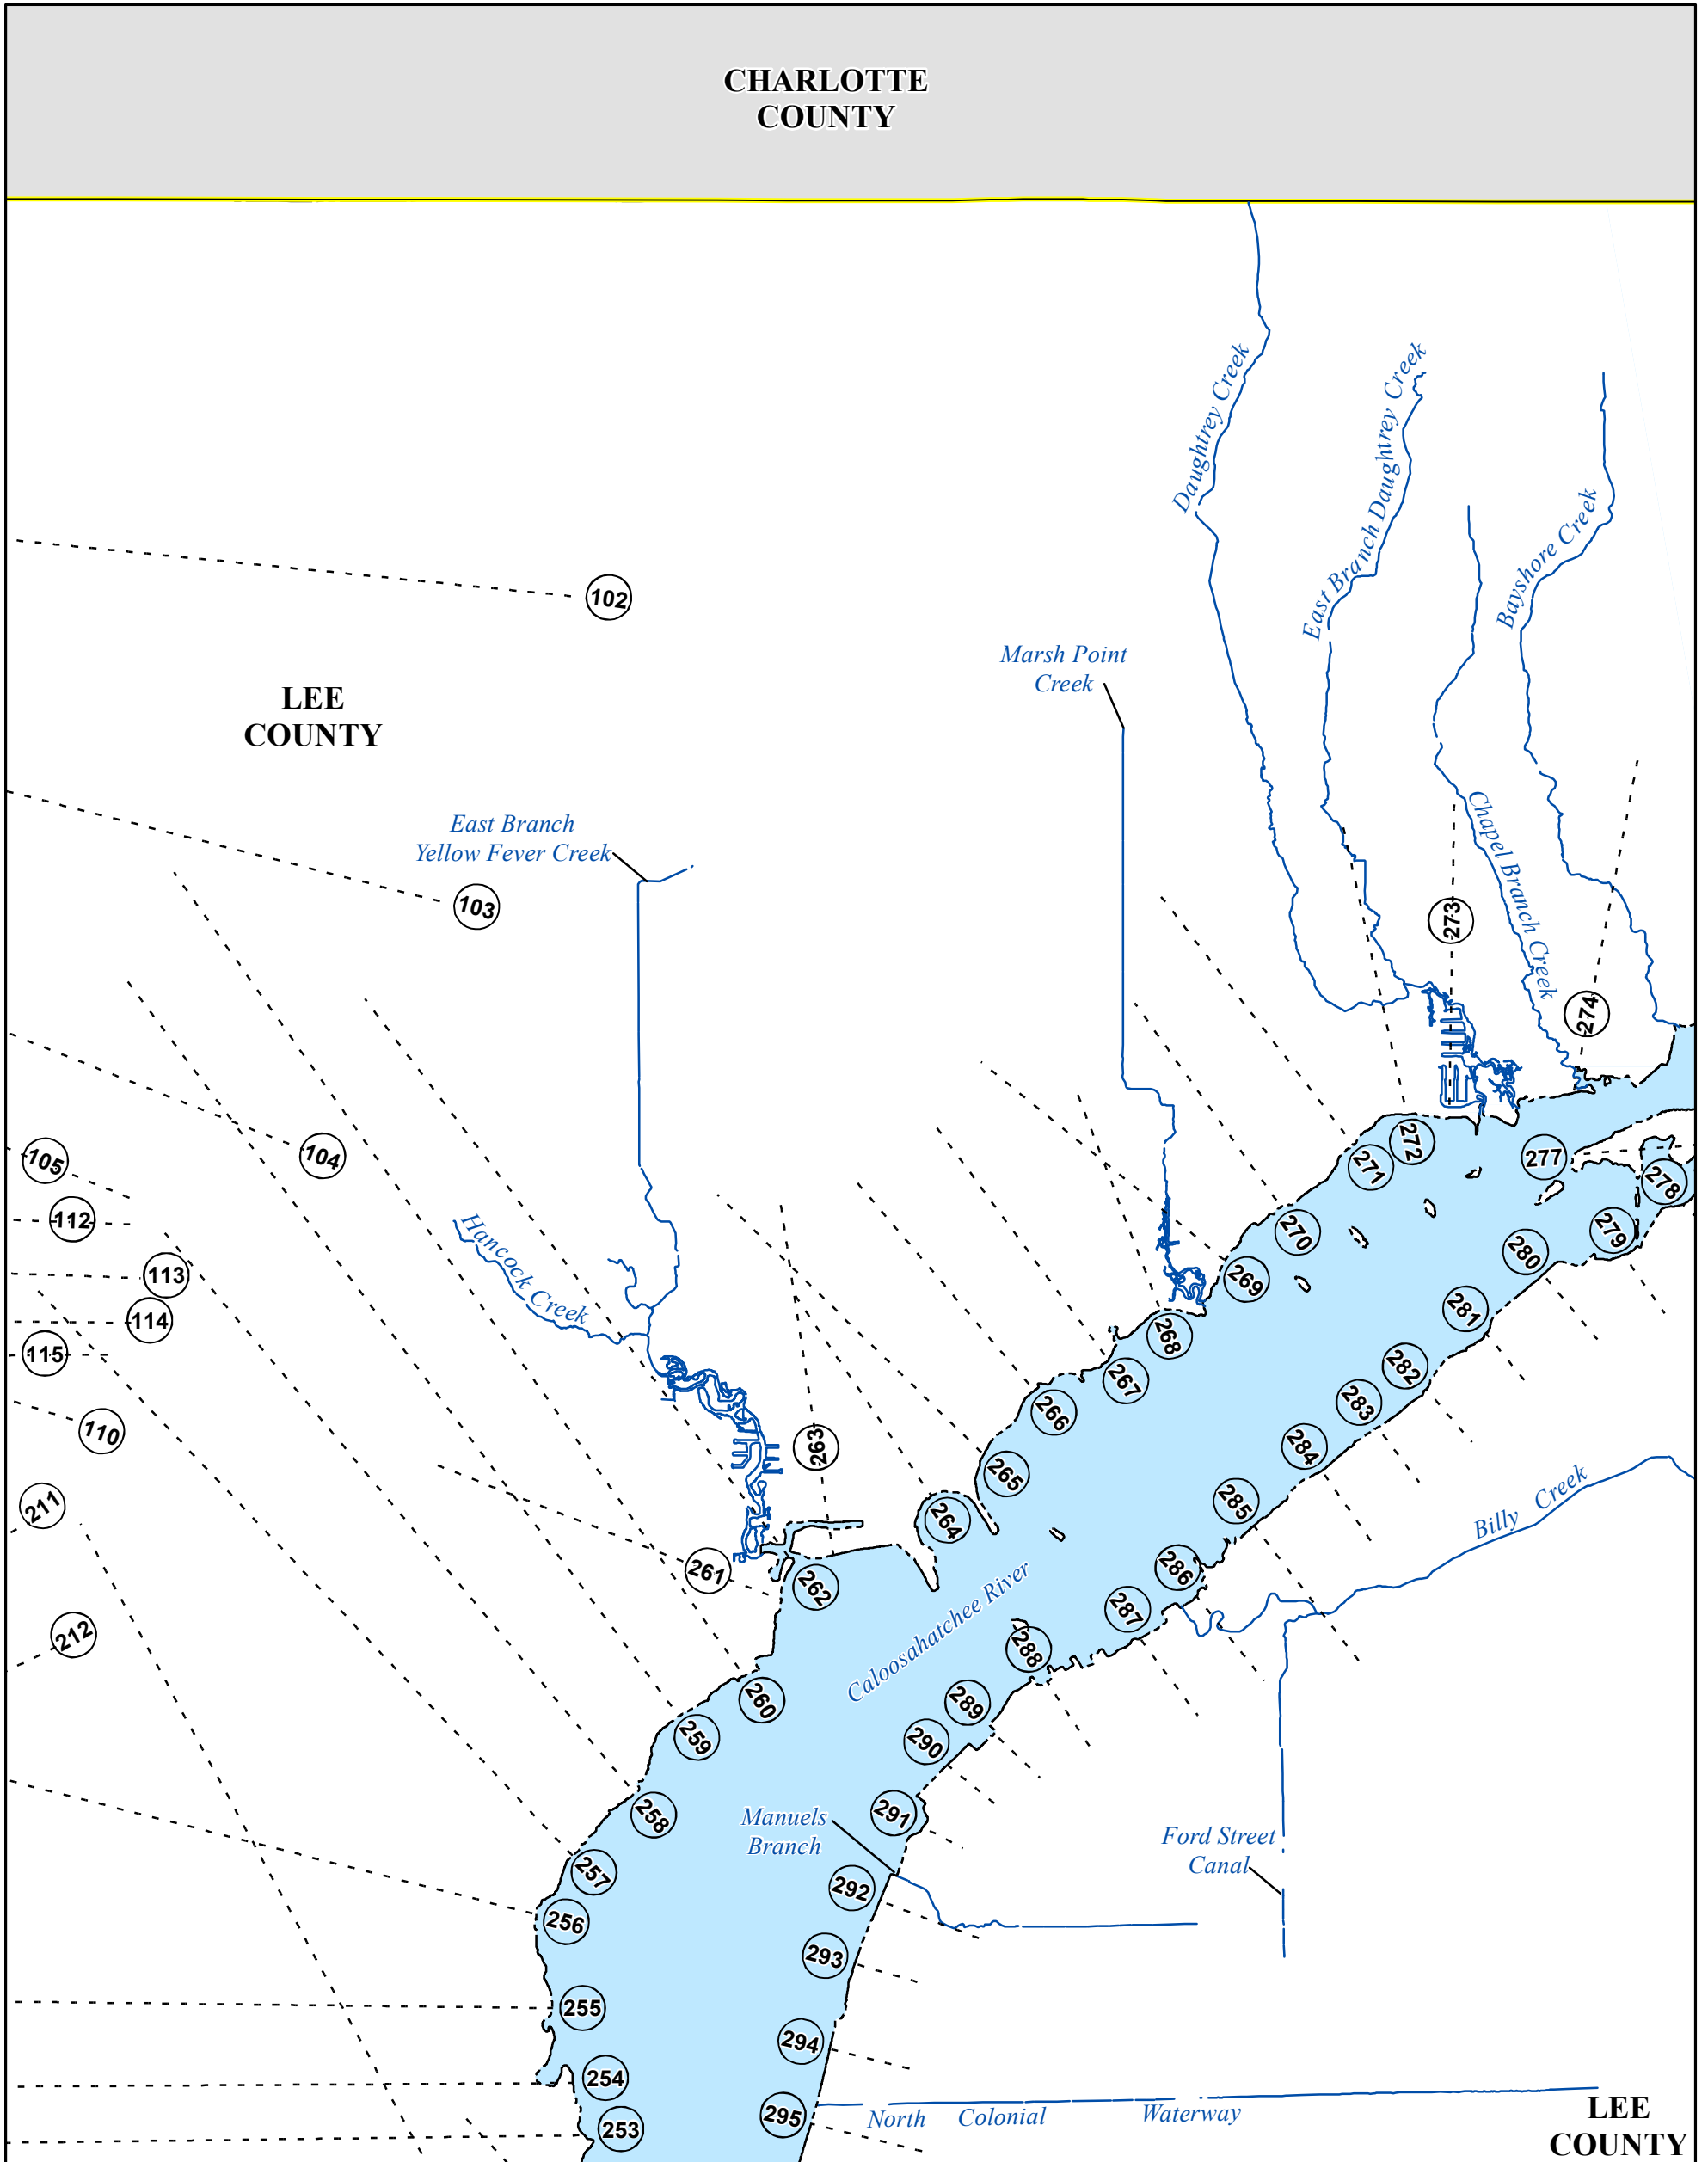 CHARLOTTE
COUNTY
Daughtrey Creek
East Branch Daughtrey Creek
Bayshore Creek
102
Marsh Point
Creek
LEE
COUNTY
East Branch
Yellow Fever Creek
Chapel Branch Creek
103
273
274
104
105
112
272
271
277
278
Hancock Creek
270
279
280
113
269
281
114
268
115
282
267
283
266
110
263
284
265
211
285
264
Billy Creek
261
262
286
287
Caloosahatchee River
212
288
260
289
259
290
258
291
Manuels
Branch
Ford Street
Canal
257
292
256
293
255
294
254
295
253
North Colonial Waterway
LEE
COUNTY